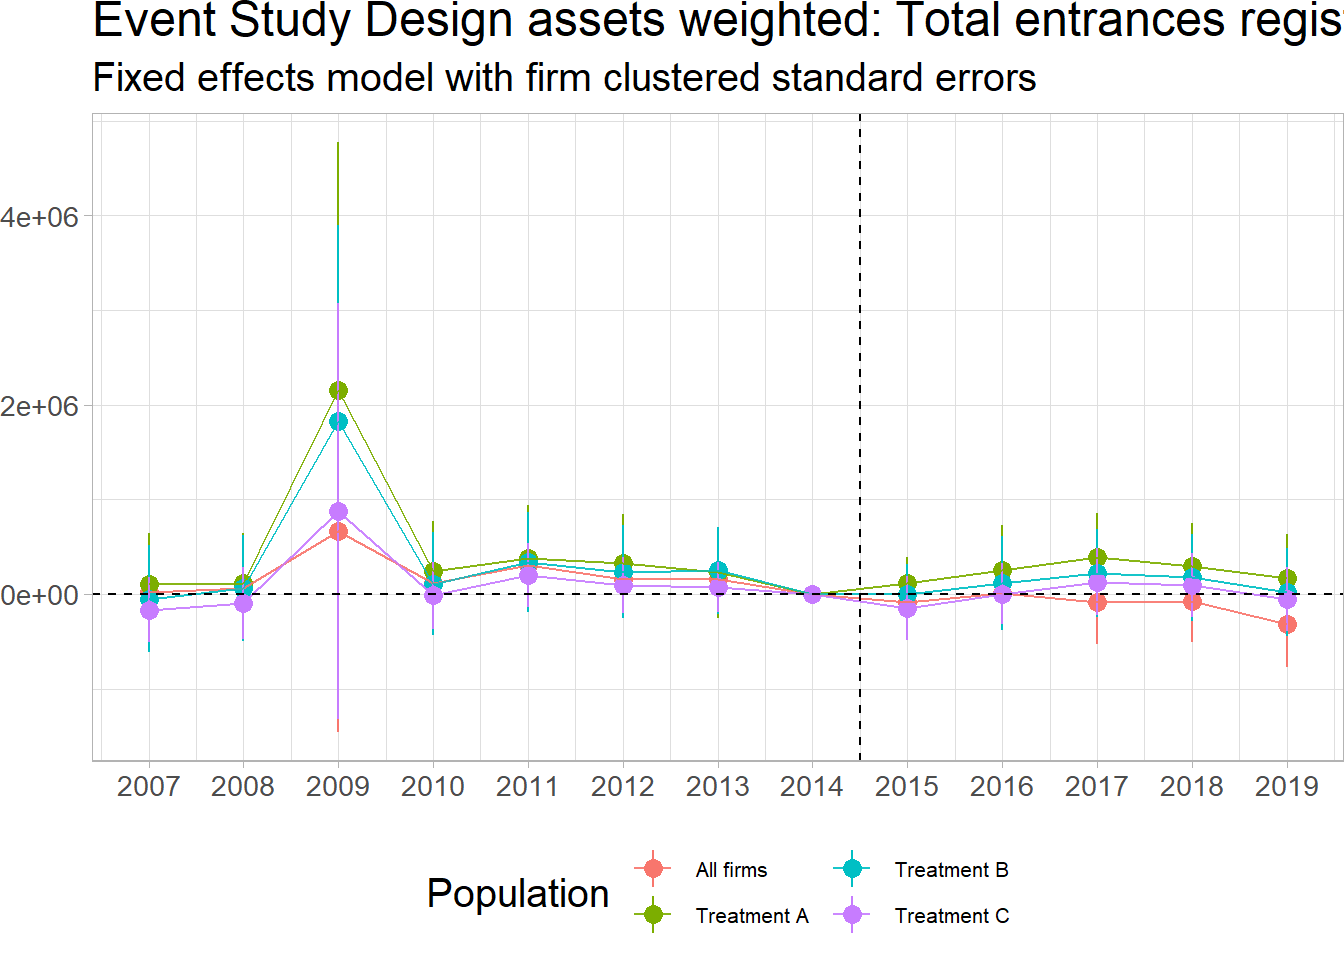 Event Study Design assets weighted: Total entrances regis
Fixed effects model with firm clustered standard errors
4e+06
2e+06
0e+00
2007 2008 2009 2010 2011 2012 2013 2014 2015 2016 2017 2018 2019
Population
All firms
Treatment A
Treatment B
Treatment C